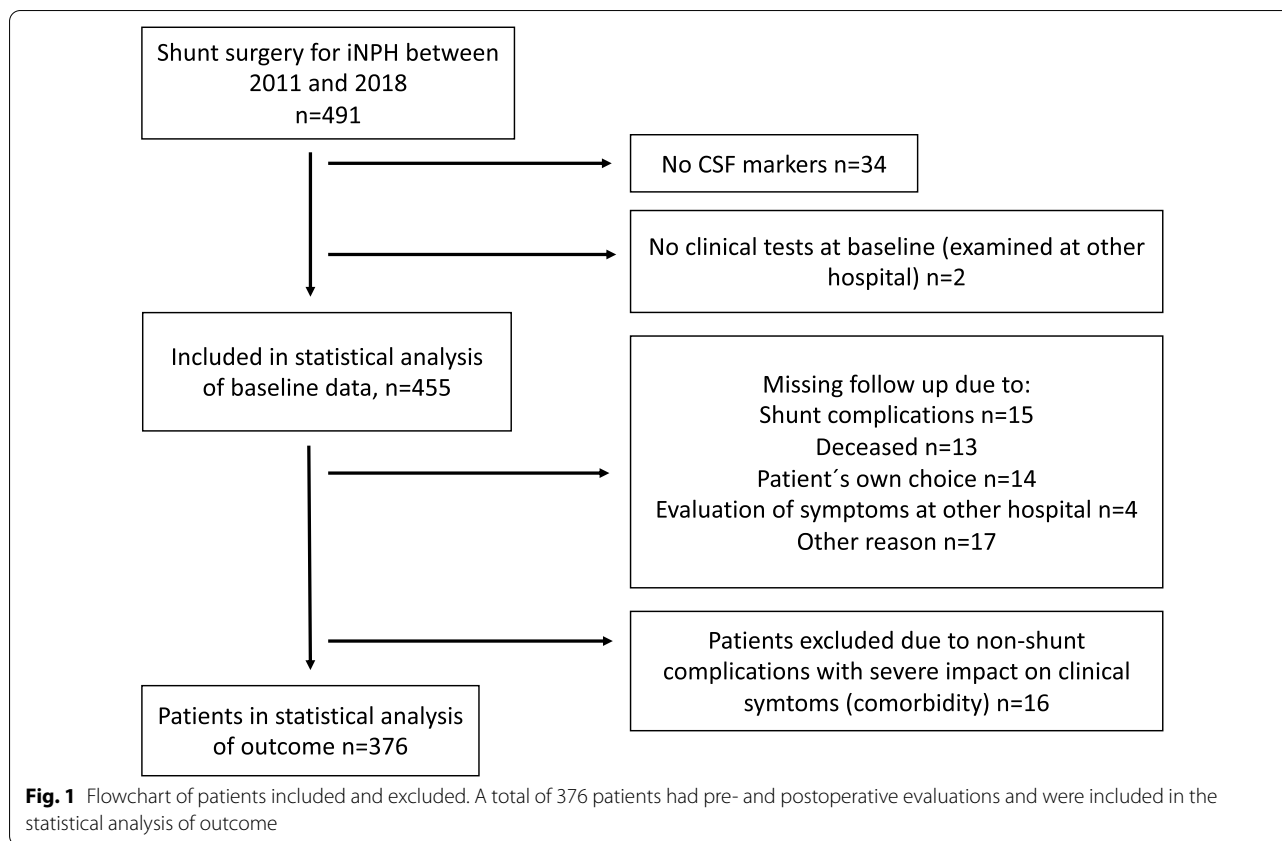 Shunt surgery for iNPH between
2011 and 2018
n=491
No CSF markers n=34
No clinical tests at baseline (examined at other
hospital) n=2
Included in statistical analysis
of baseline data, n=455
Missing follow up due to:
Shunt complications n=15
Deceased n=13
Patient´s own choice n=14
Evaluation of symptoms at other hospital n=4
Other reason n=17
Patients excluded due to non-shunt
complications with severe impact on clinical
symtoms (comorbidity) n=16
Patients in statistical analysis
of outcome n=376
Fig. 1 Flowchart of patients included and excluded. A total of 376 patients had pre- and postoperative evaluations and were included in the
statistical analysis of outcome